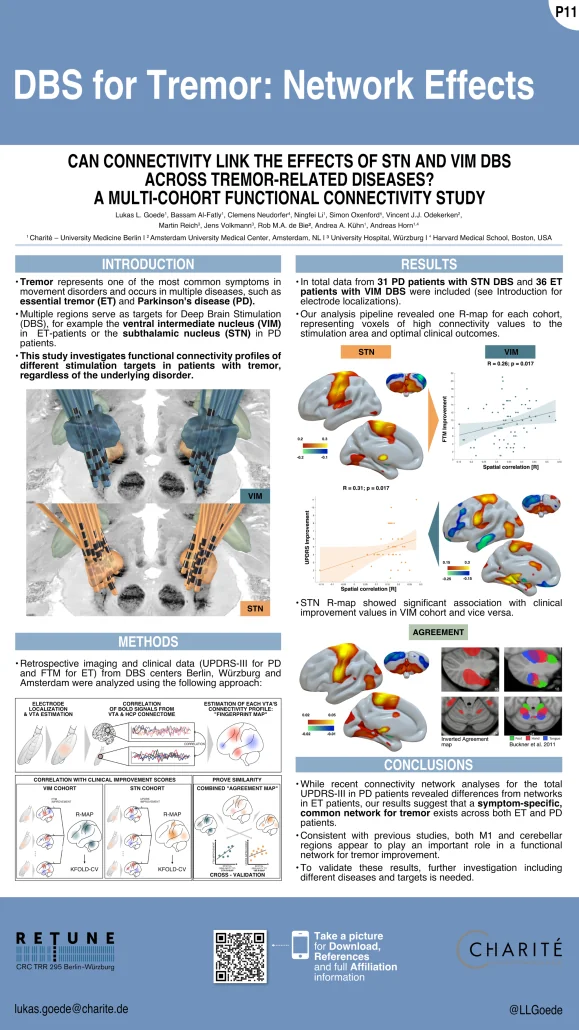 P11
DBS for Tremor: Network Effects
CAN CONNECTIVITY LINK THE EFFECTS OF STN AND VIM DBS
ACROSS TREMOR-RELATED DISEASES?
A MULTI-COHORT FUNCTIONAL CONNECTIVITY STUDY
Lukas L. Goede¹, Bassam Al-Fatly¹, Clemens Neudorfer⁴, Ningfei Li¹, Simon Oxenford¹, Vincent J.J. Odekerken²,
Martin Reich³, Jens Volkmann³, Rob M.A. de Bie², Andrea A. Kühn¹, Andreas Horn¹,⁴
¹ Charité – University Medicine Berlin I ² Amsterdam University Medical Center, Amsterdam, NL I ³ University Hospital, Würzburg I ⁴ Harvard Medical School, Boston, USA
INTRODUCTION
• Tremor represents one of the most common symptoms in
movement disorders and occurs in multiple diseases, such as
essential tremor (ET) and Parkinson's disease (PD).
• Multiple regions serve as targets for Deep Brain Stimulation
(DBS), for example the ventral intermediate nucleus (VIM)
in ET-patients or the subthalamic nucleus (STN) in PD
patients.
• This study investigates functional connectivity profiles of
different stimulation targets in patients with tremor,
regardless of the underlying disorder.
VIM
STN
METHODS
• Retrospective imaging and clinical data (UPDRS-III for PD
and FTM for ET) from DBS centers Berlin, Würzburg and
Amsterdam were analyzed using the following approach:
ELECTRODE
LOCALIZATION
& VTA ESTIMATION
CORRELATION
OF BOLD SIGNALS FROM
VTA & HCP CONNECTOME
CORRELATION
ESTIMATION OF EACH VTA'S
CONNECTIVITY PROFILE:
"FINGERPRINT MAP"
CORRELATION WITH CLINICAL IMPROVEMENT SCORES
VIM COHORT
R-MAP
KFOLD-CV
STN COHORT
R-MAP
KFOLD-CV
PROVE SIMILARITY
COMBINED "AGREEMENT MAP"
CROSS - VALIDATION
RESULTS
• In total data from 31 PD patients with STN DBS and 36 ET
patients with VIM DBS were included (see Introduction for
electrode localizations).
• Our analysis pipeline revealed one R-map for each cohort,
representing voxels of high connectivity values to the
stimulation area and optimal clinical outcomes.
STN
0.2 0.3
-0.2 -0.1
VIM
R = 0.26; p = 0.017
FTM Improvement
Spatial correlation [R]
R = 0.31; p = 0.017
UPDRS Improvement
Spatial correlation [R]
0.15 0.3
-0.25 -0.15
• STN R-map showed significant association with clinical
improvement values in VIM cohort and vice versa.
AGREEMENT
Inverted Agreement
map
Foot Hand Tongue
Buckner et al. 2011
CONCLUSIONS
• While recent connectivity network analyses for the total
UPDRS-III in PD patients revealed differences from networks
in ET patients, our results suggest that a symptom-specific,
common network for tremor exists across both ET and PD
patients.
• Consistent with previous studies, both M1 and cerebellar
regions appear to play an important role in a functional
network for tremor improvement.
• To validate these results, further investigation including
different diseases and targets is needed.
RETUNE
CRC TRR 295 Berlin-Würzburg
Take a picture
for Download,
References
and full Affiliation
information
CHARITÉ
lukas.goede@charite.de
@LLGoede